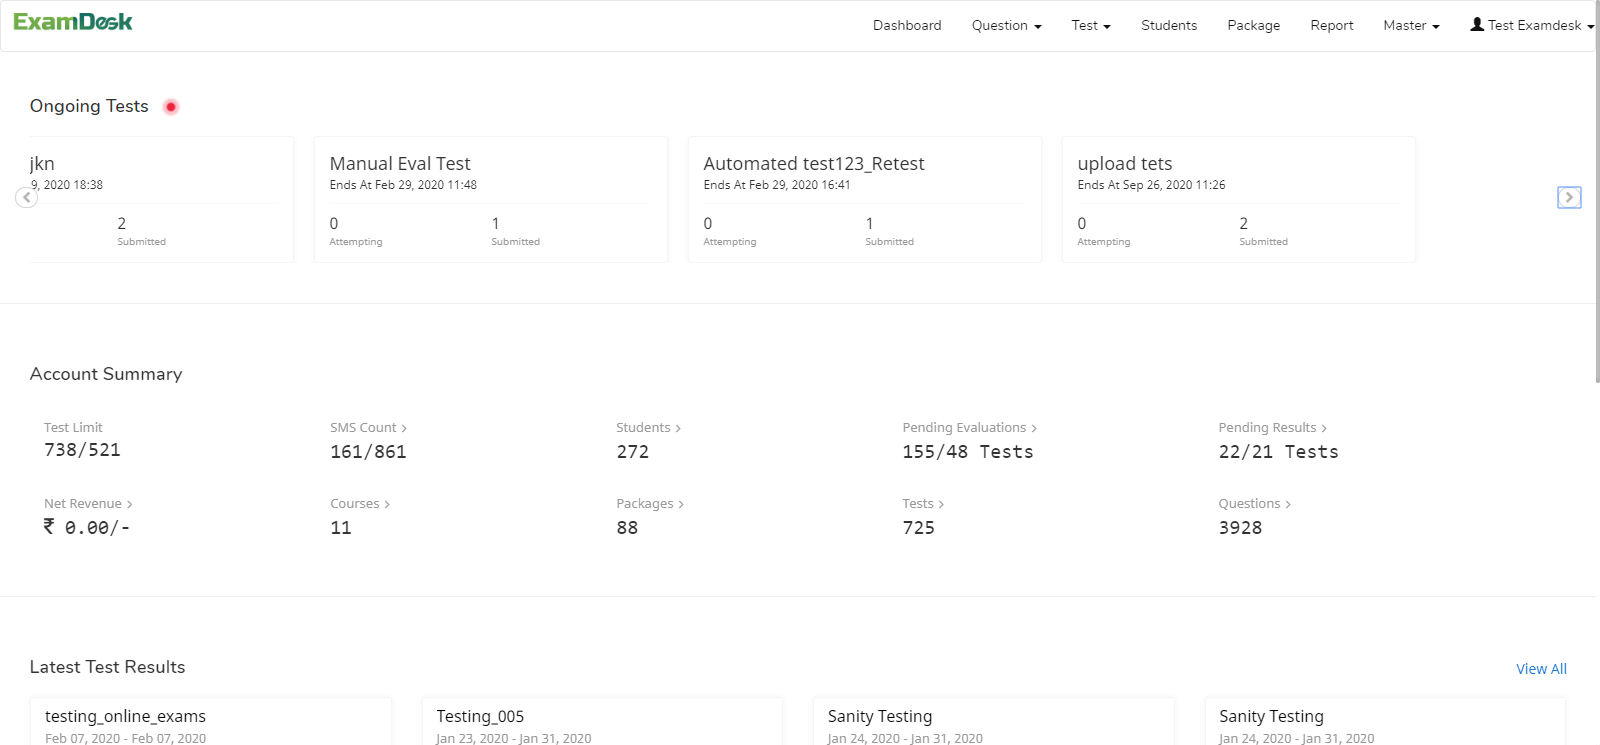 ExamDesk
Dashboard Question Test Students Package Report Master Test Examdesk
Ongoing Tests
jkn Manual Eval Test Automated test123_Retest upload tets
9, 2020 18:38 Ends At Feb 29, 2020 11:48 Ends At Feb 29, 2020 16:41 Ends At Sep 26, 2020 11:26
2 0 1 0 1 0 2
Submitted Attempting Submitted Attempting Submitted Attempting Submitted
Account Summary
Test Limit SMS Count > Students > Pending Evaluations > Pending Results >
738/521 161/861 272 155/48 Tests 22/21 Tests
Net Revenue > Courses > Packages > Tests > Questions >
₹ 0.00/- 11 88 725 3928
Latest Test Results View All
testing_online_exams Testing_005 Sanity Testing Sanity Testing
Feb 07, 2020 - Feb 07, 2020 Jan 23, 2020 - Jan 31, 2020 Jan 24, 2020 - Jan 31, 2020 Jan 24, 2020 - Jan 31, 2020